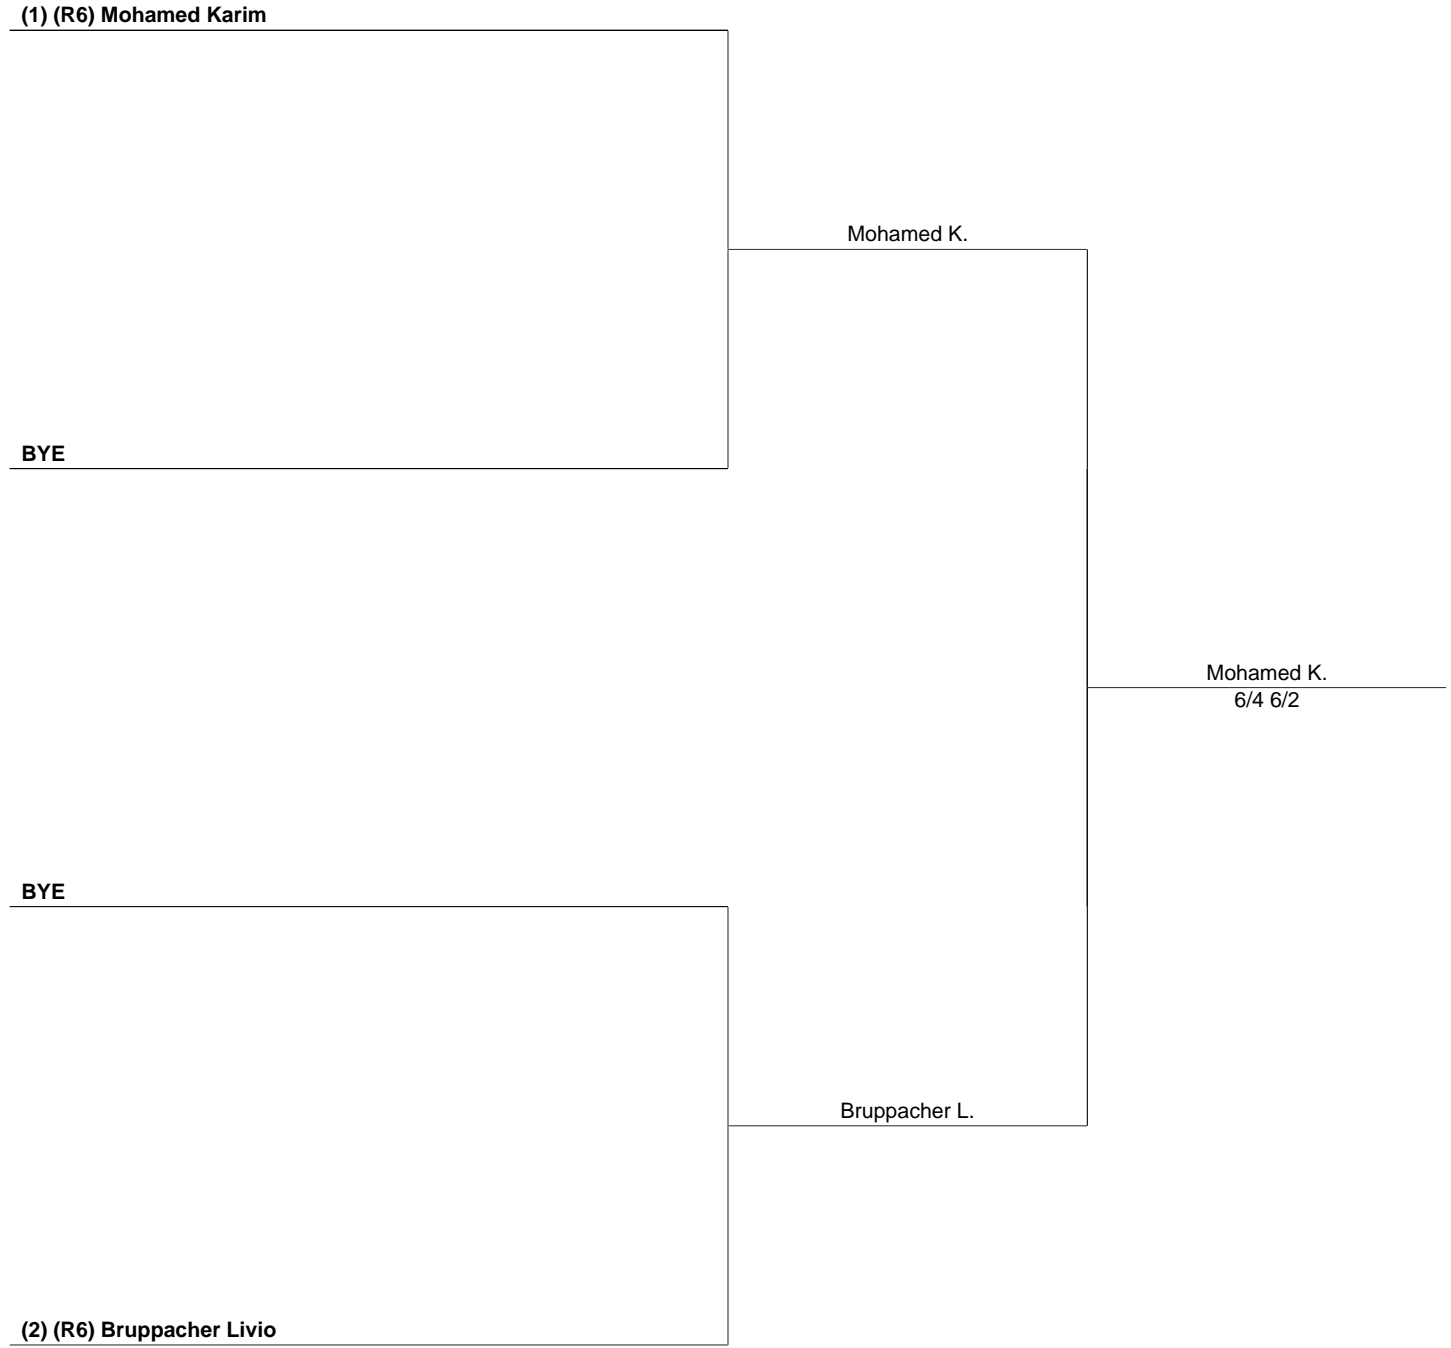 (1) (R6) Mohamed Karim
Mohamed K.
BYE
Mohamed K.
6/4 6/2
BYE
Bruppacher L.
(2) (R6) Bruppacher Livio